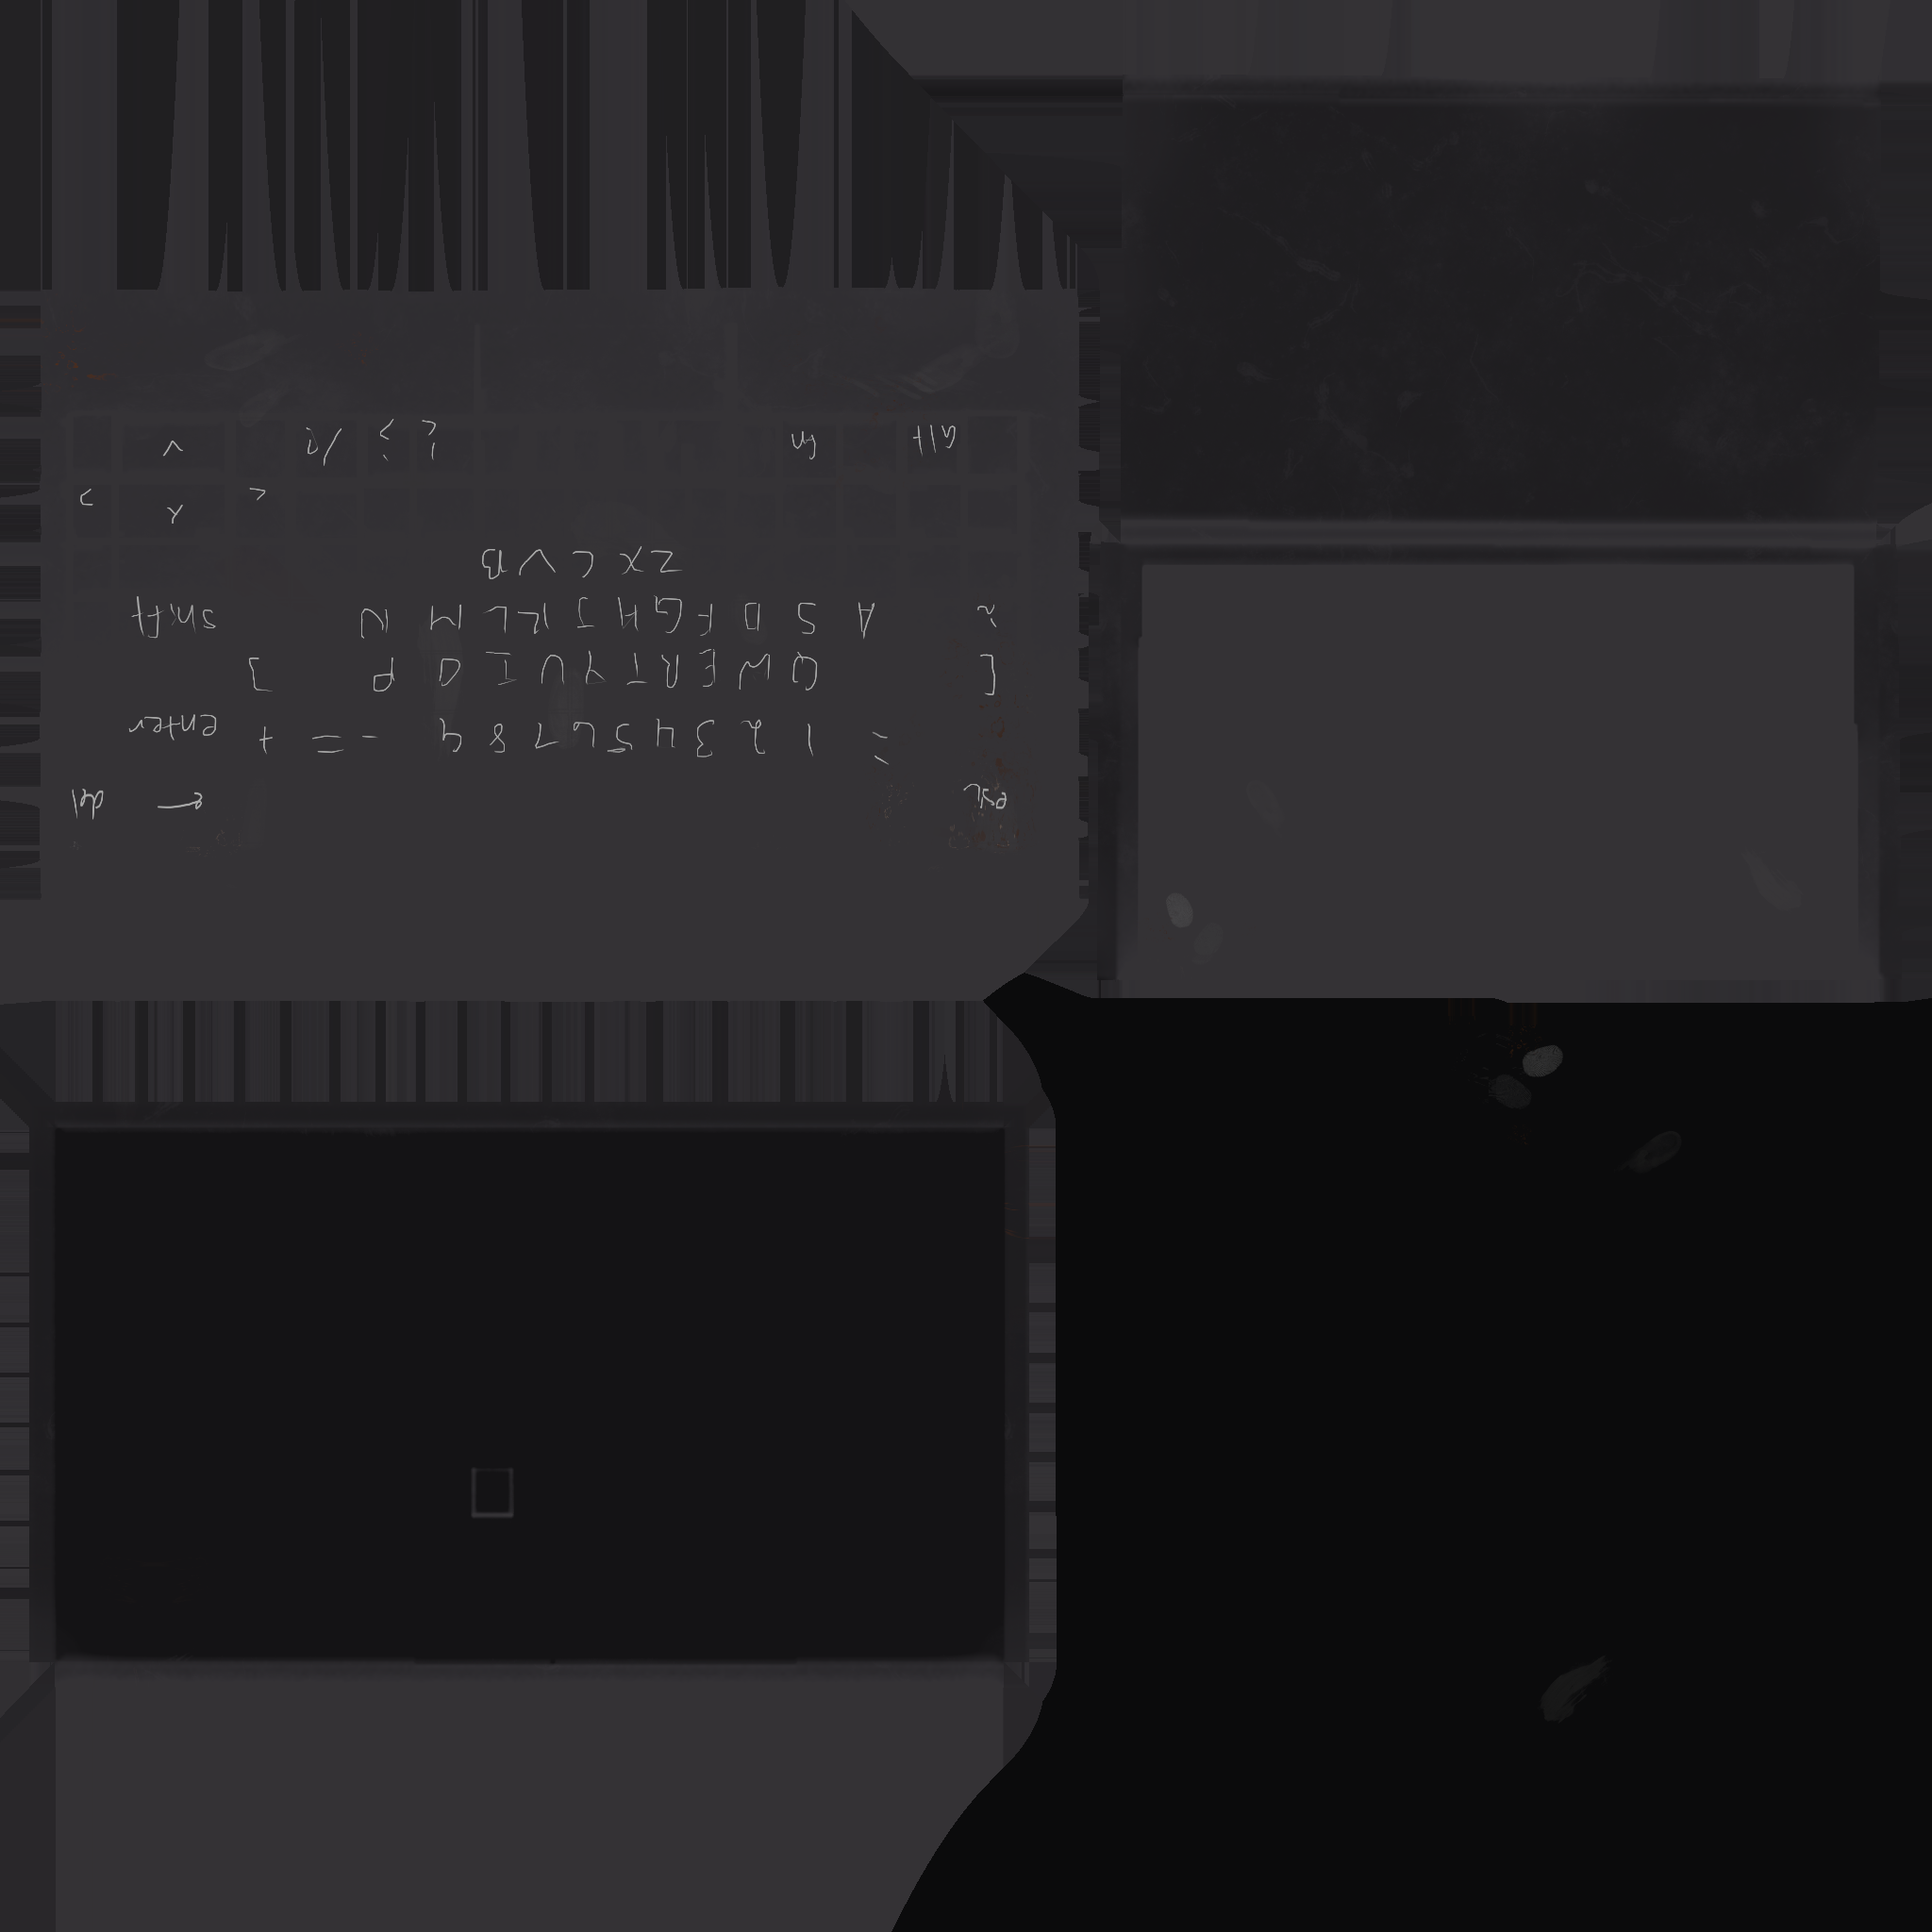 esc ← del
1 2 3 4 5 6 7 8 9 - = + enter
[ Q W E R T Y U I O P ]
~ A S D F G H J K L M N shift
Z X C V B
< ^ >
alt fn ? % v